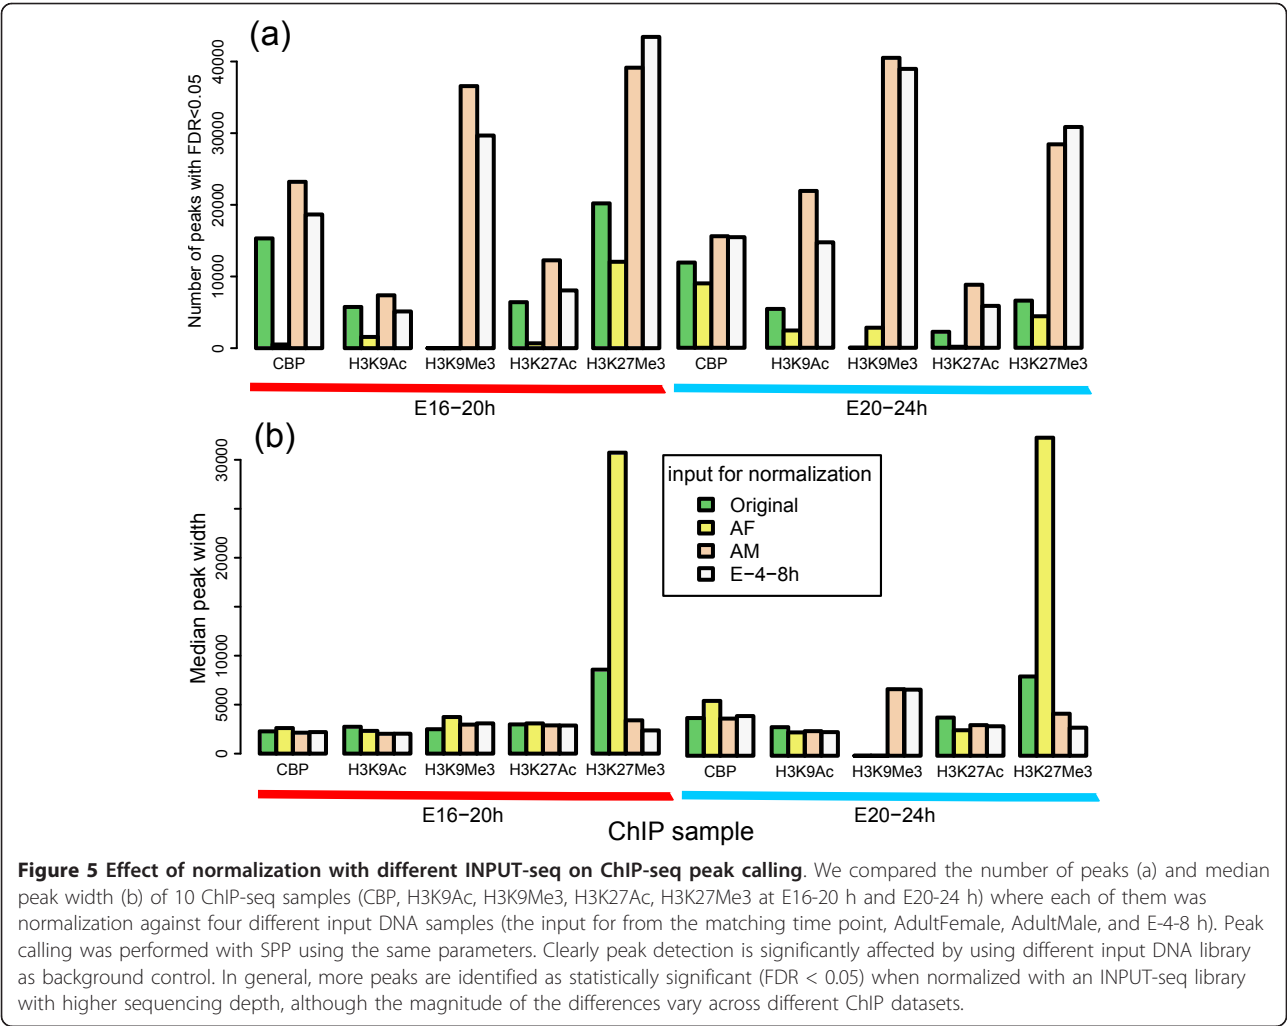 (a)
Number of peaks with FDR<0.05
0
10000
20000
30000
40000
CBP H3K9Ac H3K9Me3 H3K27Ac H3K27Me3 CBP H3K9Ac H3K9Me3 H3K27Ac H3K27Me3
E16−20h E20−24h
(b)
Median peak width
0
5000
10000
20000
30000
input for normalization
Original
AF
AM
E−4−8h
CBP H3K9Ac H3K9Me3 H3K27Ac H3K27Me3 CBP H3K9Ac H3K9Me3 H3K27Ac H3K27Me3
E16−20h E20−24h
ChIP sample
Figure 5 Effect of normalization with different INPUT-seq on ChIP-seq peak calling. We compared the number of peaks (a) and median
peak width (b) of 10 ChIP-seq samples (CBP, H3K9Ac, H3K9Me3, H3K27Ac, H3K27Me3 at E16-20 h and E20-24 h) where each of them was
normalization against four different input DNA samples (the input for from the matching time point, AdultFemale, AdultMale, and E-4-8 h). Peak
calling was performed with SPP using the same parameters. Clearly peak detection is significantly affected by using different input DNA library
as background control. In general, more peaks are identified as statistically significant (FDR < 0.05) when normalized with an INPUT-seq library
with higher sequencing depth, although the magnitude of the differences vary across different ChIP datasets.